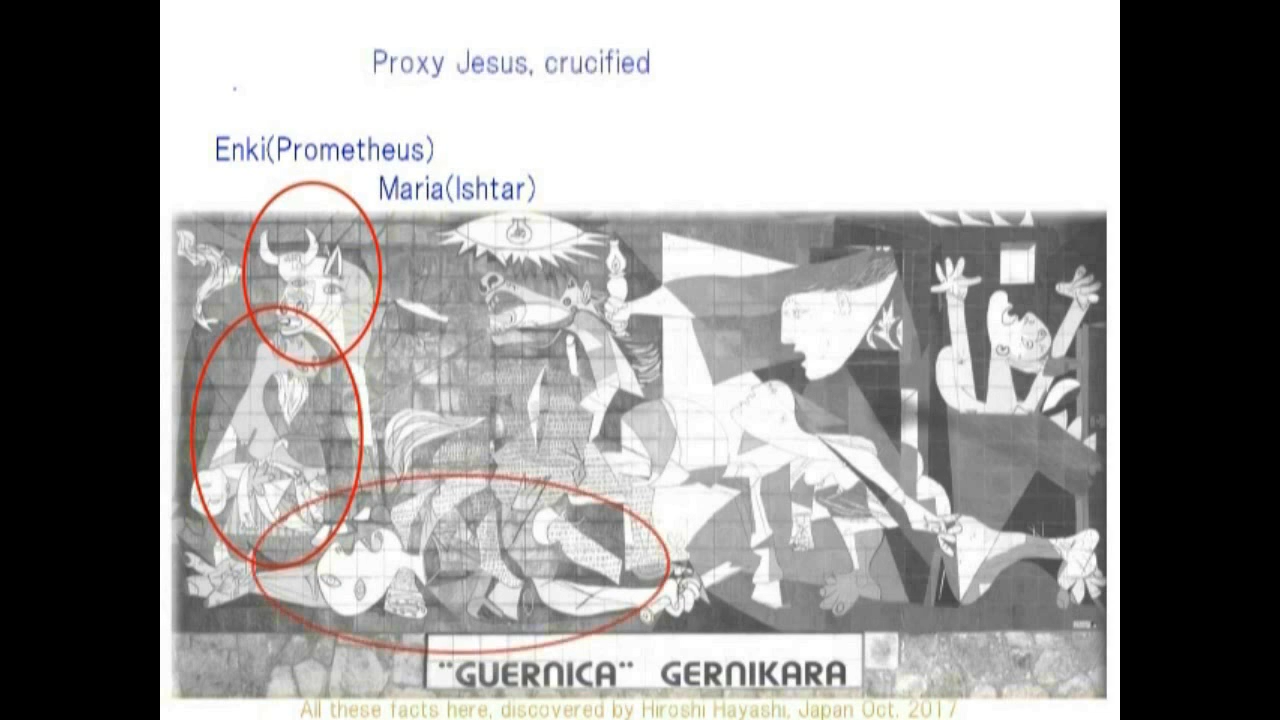 Proxy Jesus, crucified
Enki(Prometheus)
Maria(Ishtar)
"GUERNICA" GERNIKARA
All these facts here, discovered by Hiroshi Hayashi, Japan Oct. 2017